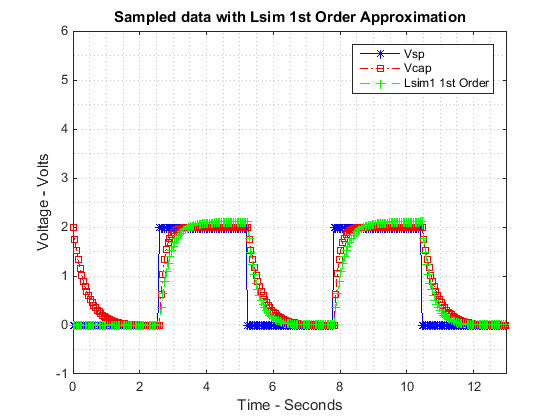 Sampled data with Lsim 1st Order Approximation
6
5
4
3
2
1
0
-1
Voltage - Volts
Vsp
Vcap
Lsim1 1st Order
0 2 4 6 8 10 12
Time - Seconds